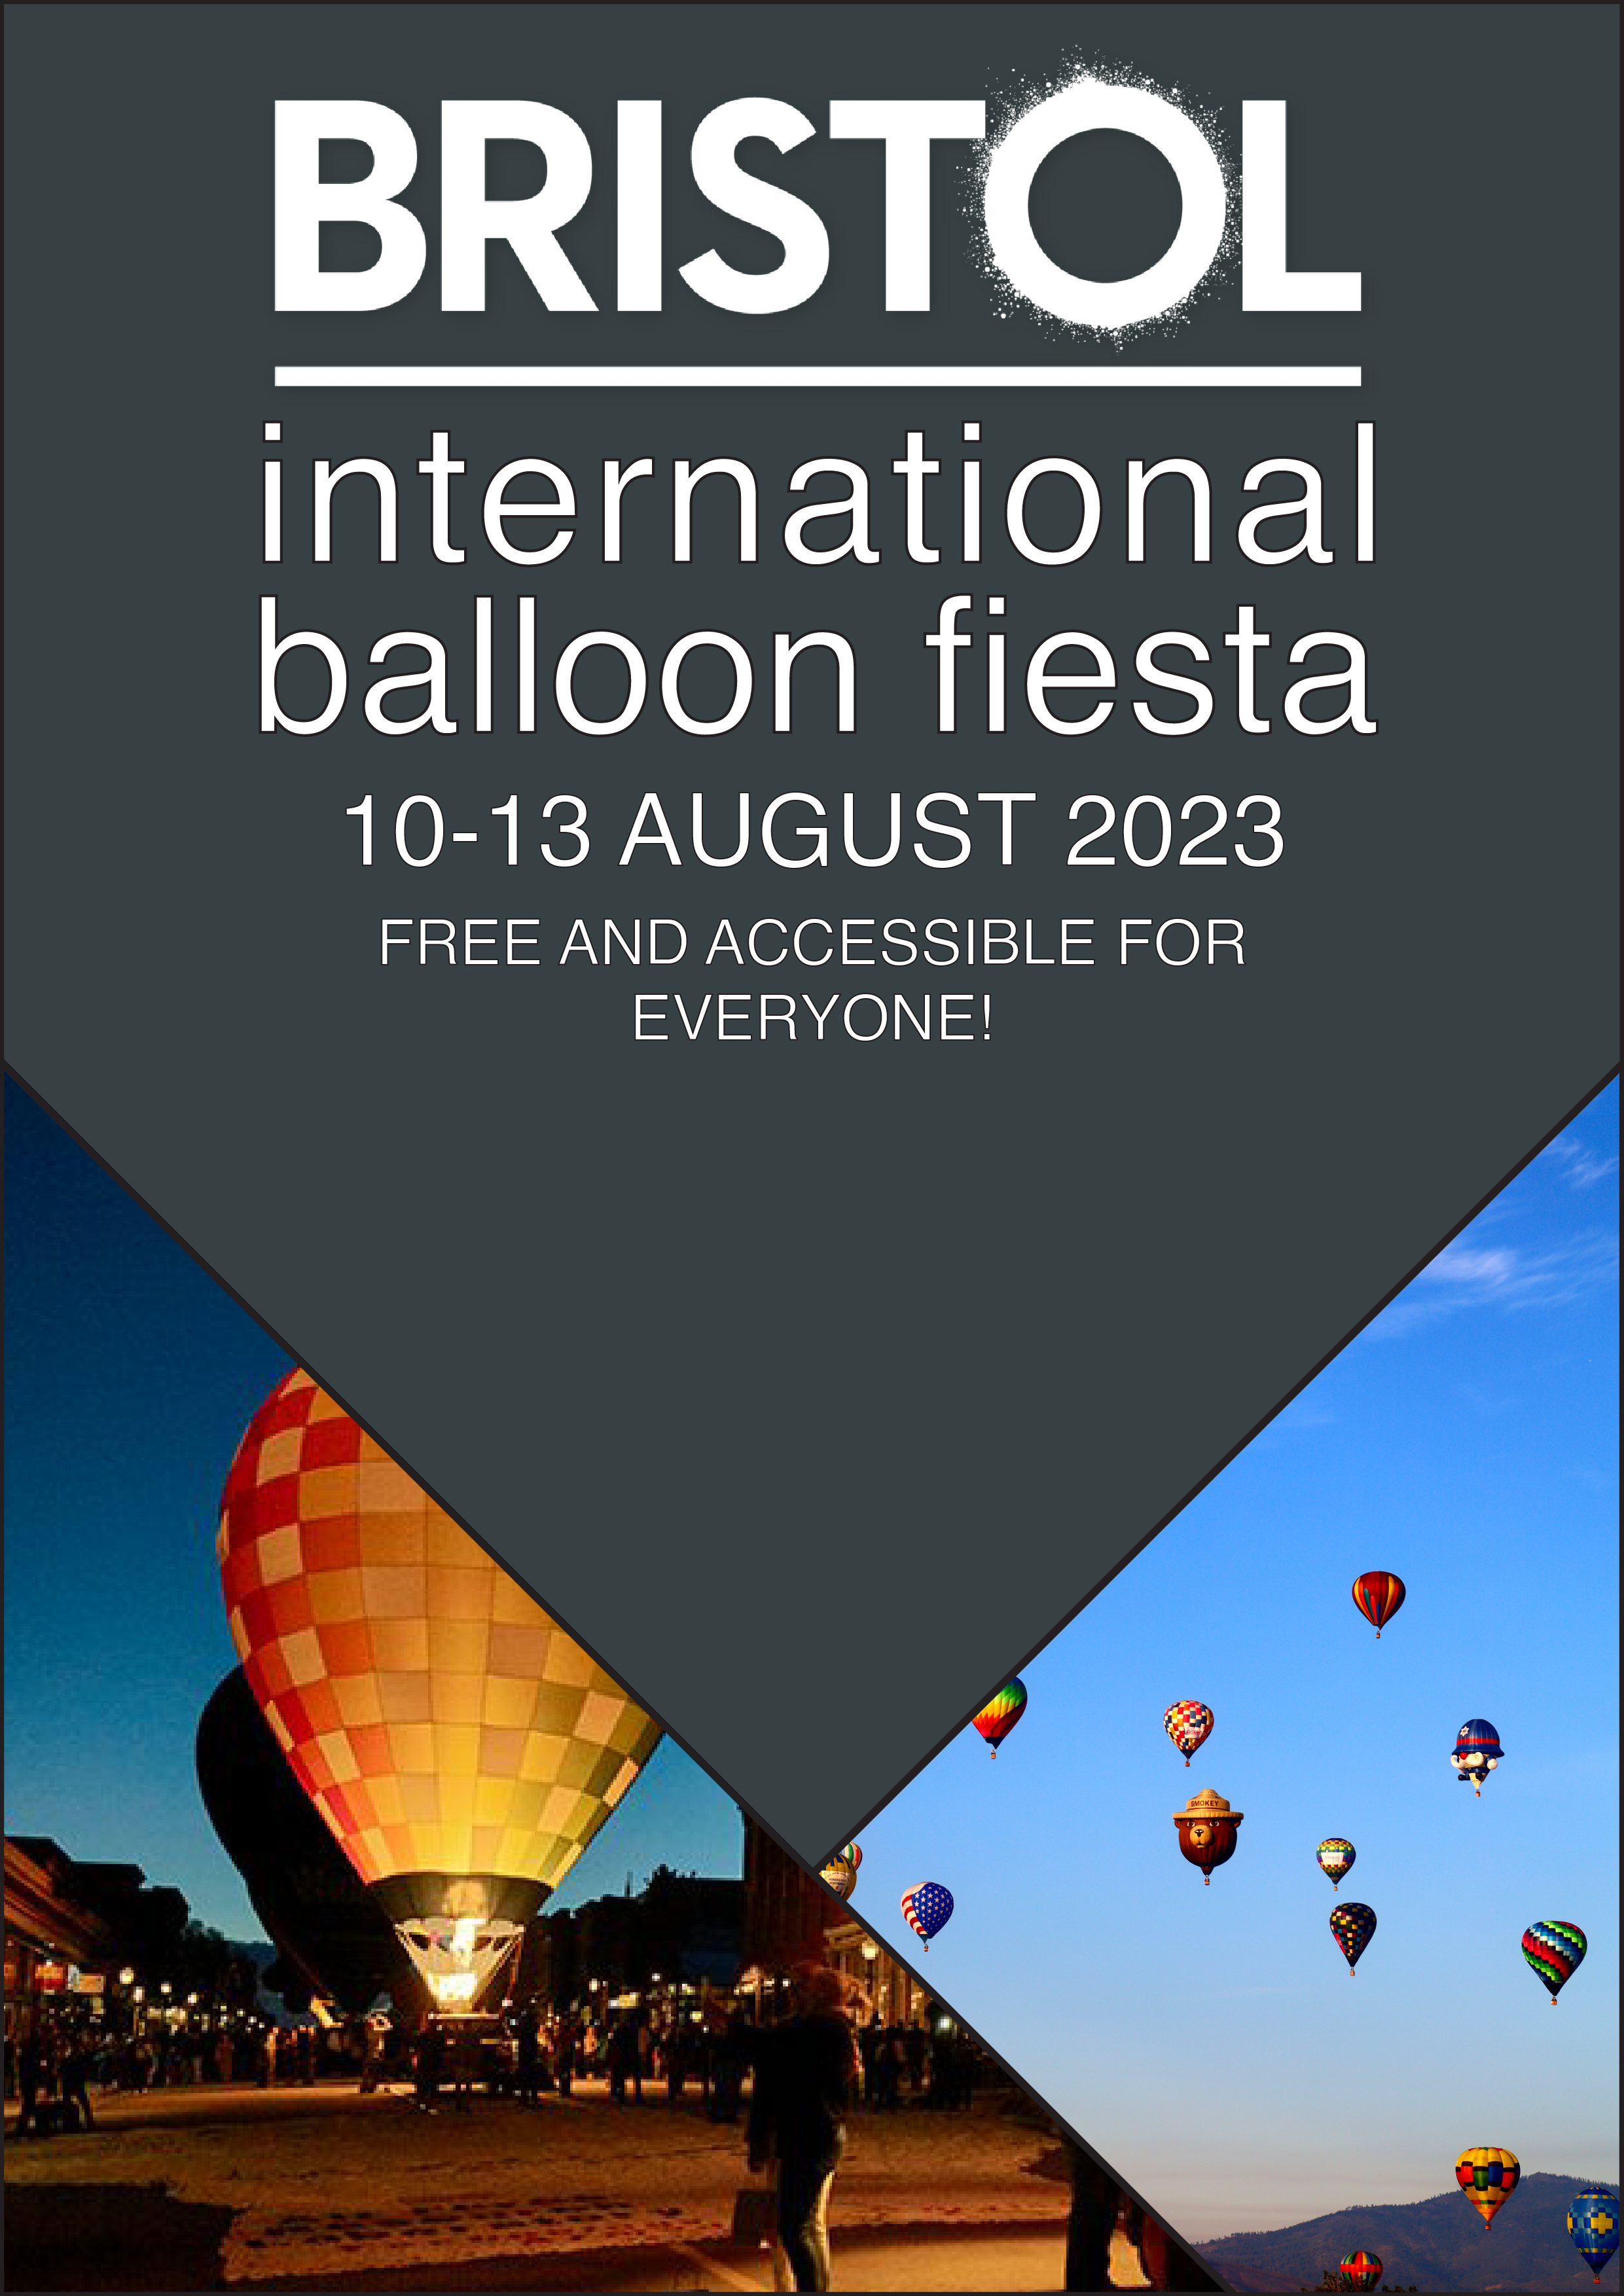 BRISTOL
international
balloon fiesta
10-13 AUGUST 2023
FREE AND ACCESSIBLE FOR
EVERYONE!
SMOKEY